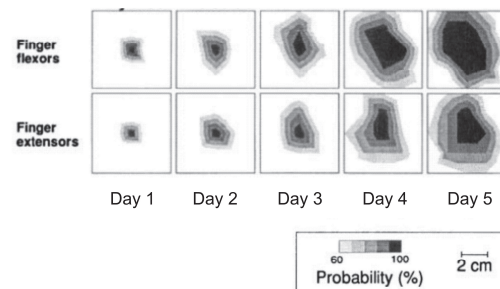 Finger
flexors
Finger
extensors
Day 1 Day 2 Day 3 Day 4 Day 5
60 100
2 cm
Probability (%)